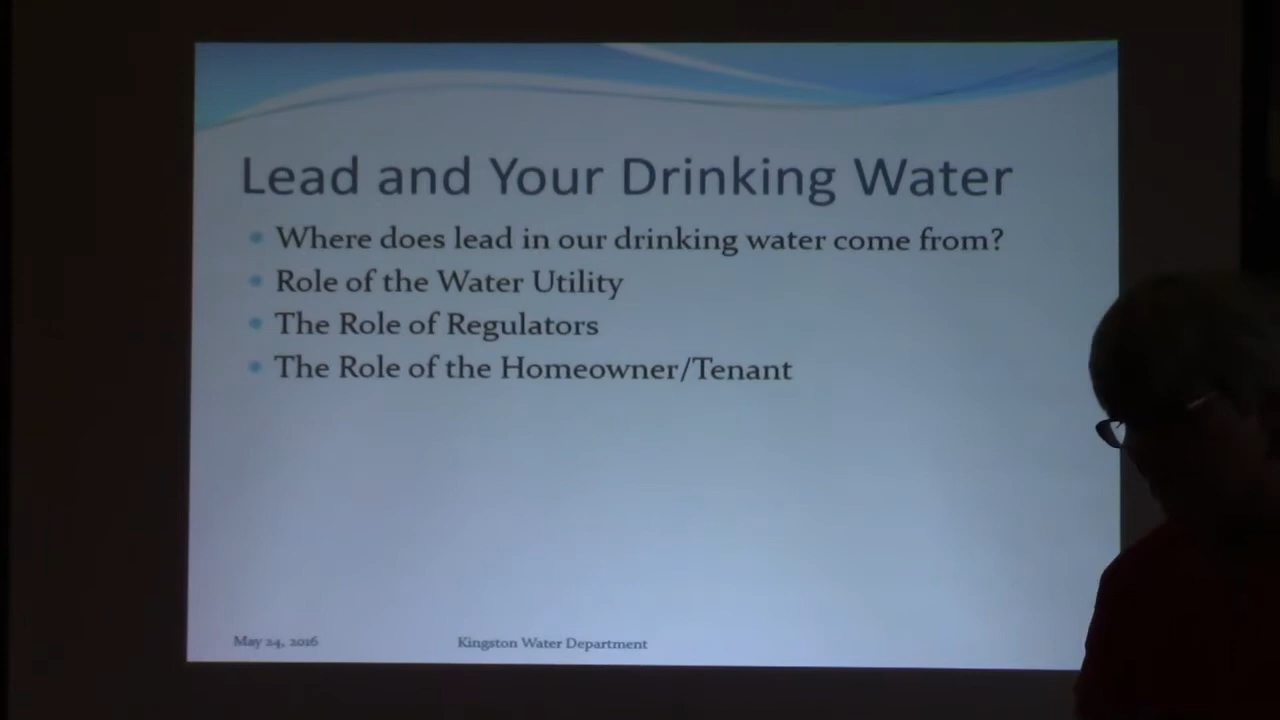 Lead and Your Drinking Water
Where does lead in our drinking water come from?
Role of the Water Utility
The Role of Regulators
The Role of the Homeowner/Tenant
May 24, 2016
Kingston Water Department